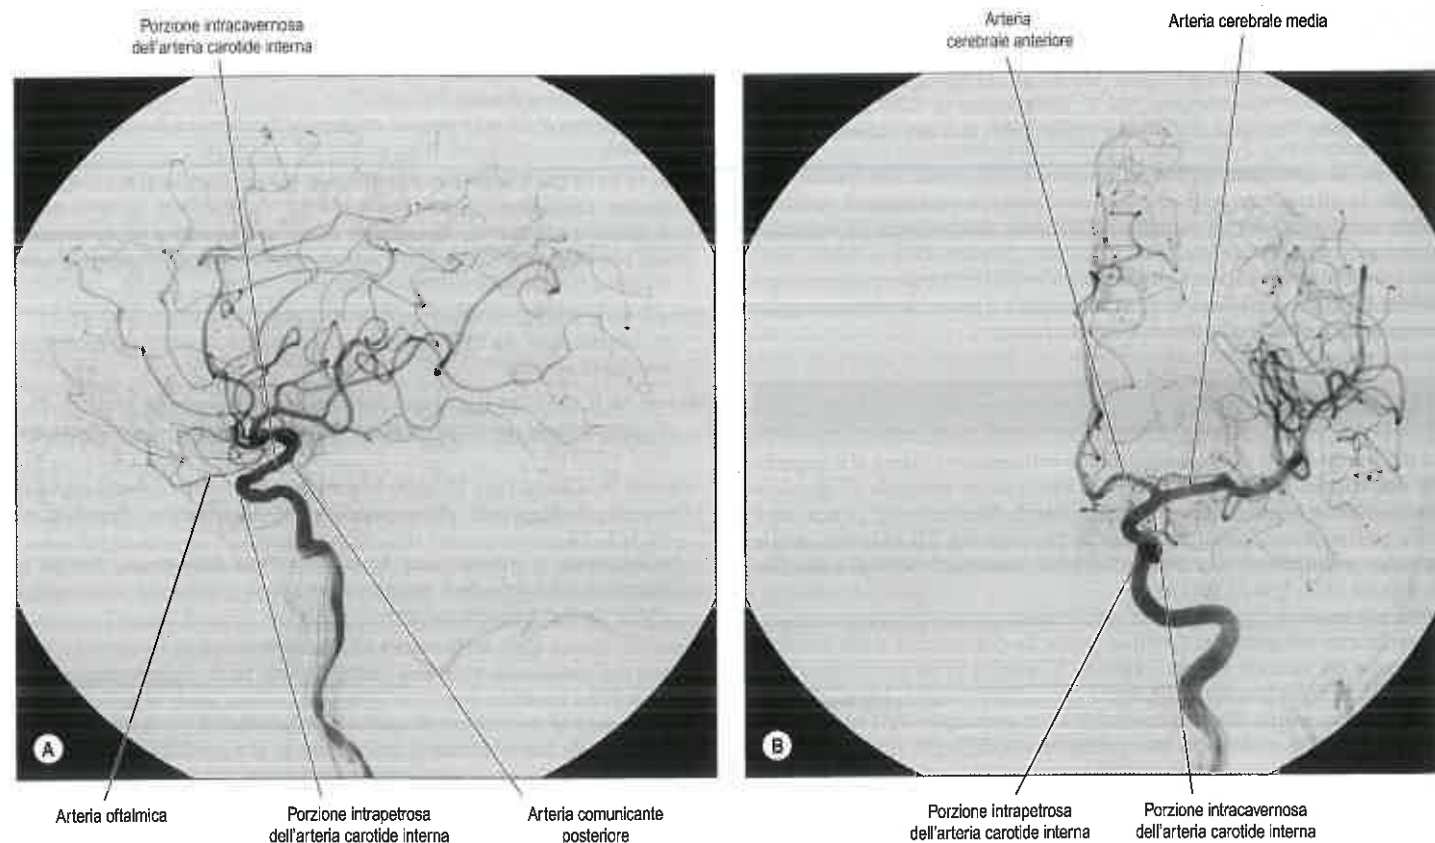 Porzione intracavernosa
dell'arteria carotide interna
Arteria
cerebrale anteriore
Arteria cerebrale media
A
B
Arteria oftalmica
Porzione intrapetrosa
dell'arteria carotide interna
Arteria comunicante
posteriore
Porzione intrapetrosa
dell'arteria carotide interna
Porzione intracavernosa
dell'arteria carotide interna